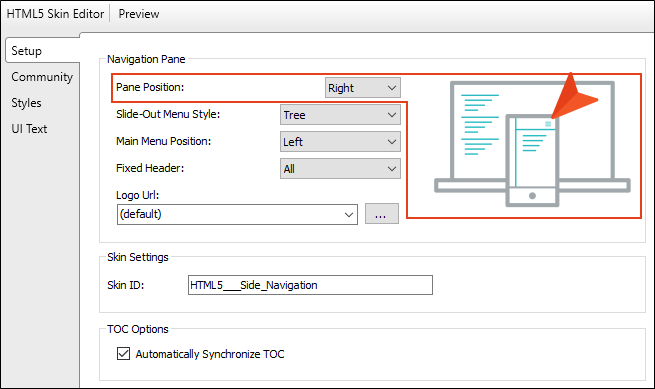 HTML5 Skin Editor Preview
Setup
Community
Styles
UI Text
Navigation Pane
Pane Position: Right
Slide-Out Menu Style: Tree
Main Menu Position: Left
Fixed Header: All
Logo Url:
(default) ...
Skin Settings
Skin ID: HTML5___Side_Navigation
TOC Options
Automatically Synchronize TOC